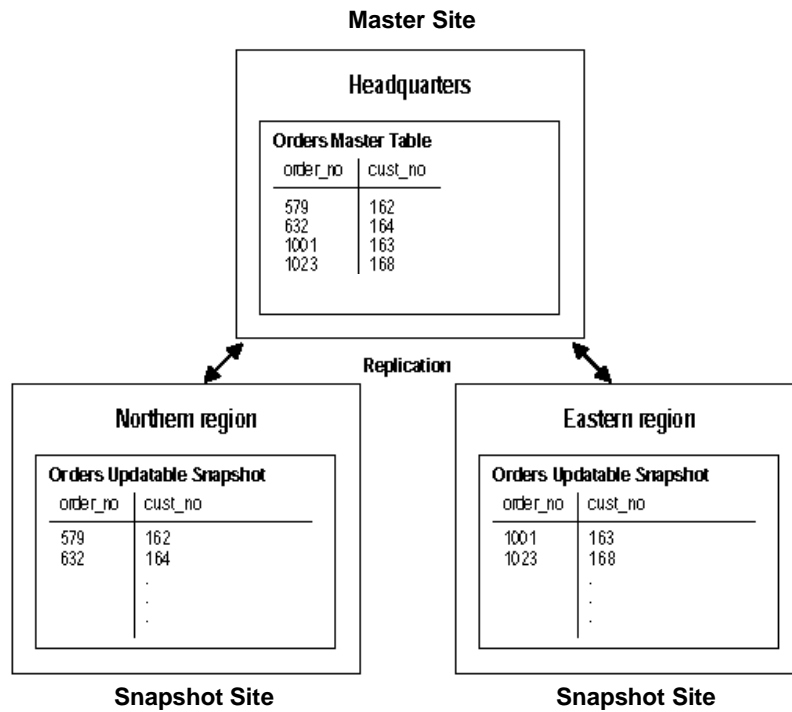 Master Site
Headquarters
Orders Master Table
order_no cust_no
579 162
632 164
1001 163
1023 168
Replication
Northern region
Orders Updatable Snapshot
order_no cust_no
579 162
632 164
.
.
.
Snapshot Site
Eastern region
Orders Updatable Snapshot
order_no cust_no
1001 163
1023 168
.
.
.
Snapshot Site